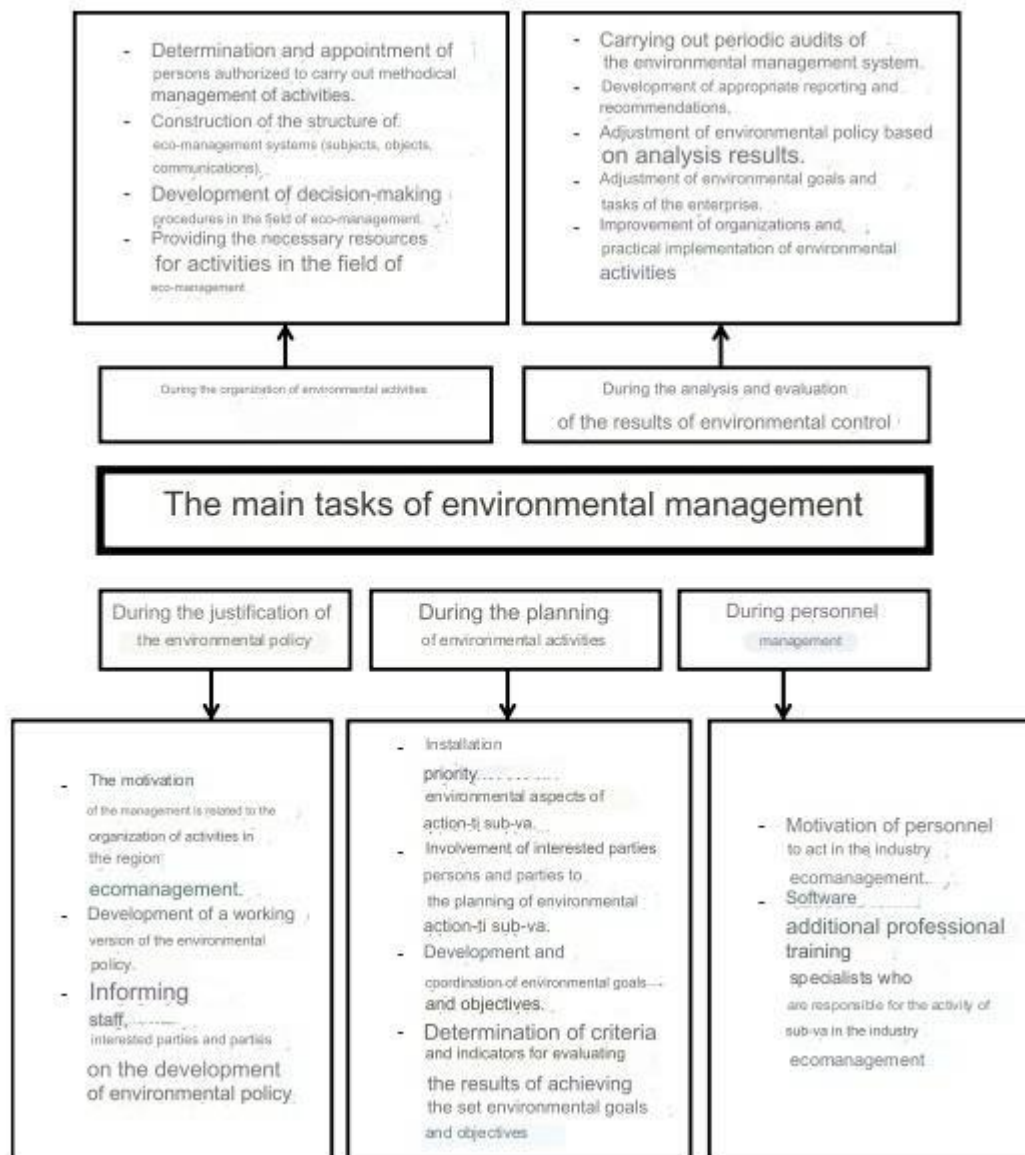 - Determination and appointment of
persons authorized to carry out methodical
management of activities.
- Construction of the structure of
eco-management systems (subjects, objects,
communications).
- Development of decision-making
procedures in the field of eco-management.
- Providing the necessary resources
for activities in the field of
eco-management
- Carrying out periodic audits of
the environmental management system.
- Development of appropriate reporting and
recommendations.
- Adjustment of environmental policy based
on analysis results.
- Adjustment of environmental goals and
tasks of the enterprise.
- Improvement of organizations and
practical implementation of environmental
activities
During the organization of environmental activities
During the analysis and evaluation
of the results of environmental control
The main tasks of environmental management
During the justification of
the environmental policy
During the planning
of environmental activities
During personnel
management
- The motivation
of the management is related to the
organization of activities in
the region
ecomanagement.
- Development of a working
version of the environmental
policy.
- Informing
staff,
interested parties and parties
on the development
of environmental policy
- Installation
priority
environmental aspects of
action-ti sub-va.
- Involvement of interested parties
persons and parties to
the planning of environmental
action-ti sub-va.
- Development and
coordination of environmental goals
and objectives.
- Determination of criteria
and indicators for evaluating
the results of achieving
the set environmental goals
and objectives
- Motivation of personnel
to act in the industry
ecomanagement.
- Software
additional professional
training
specialists who
are responsible for the activity of
sub-va in the industry
ecomanagement